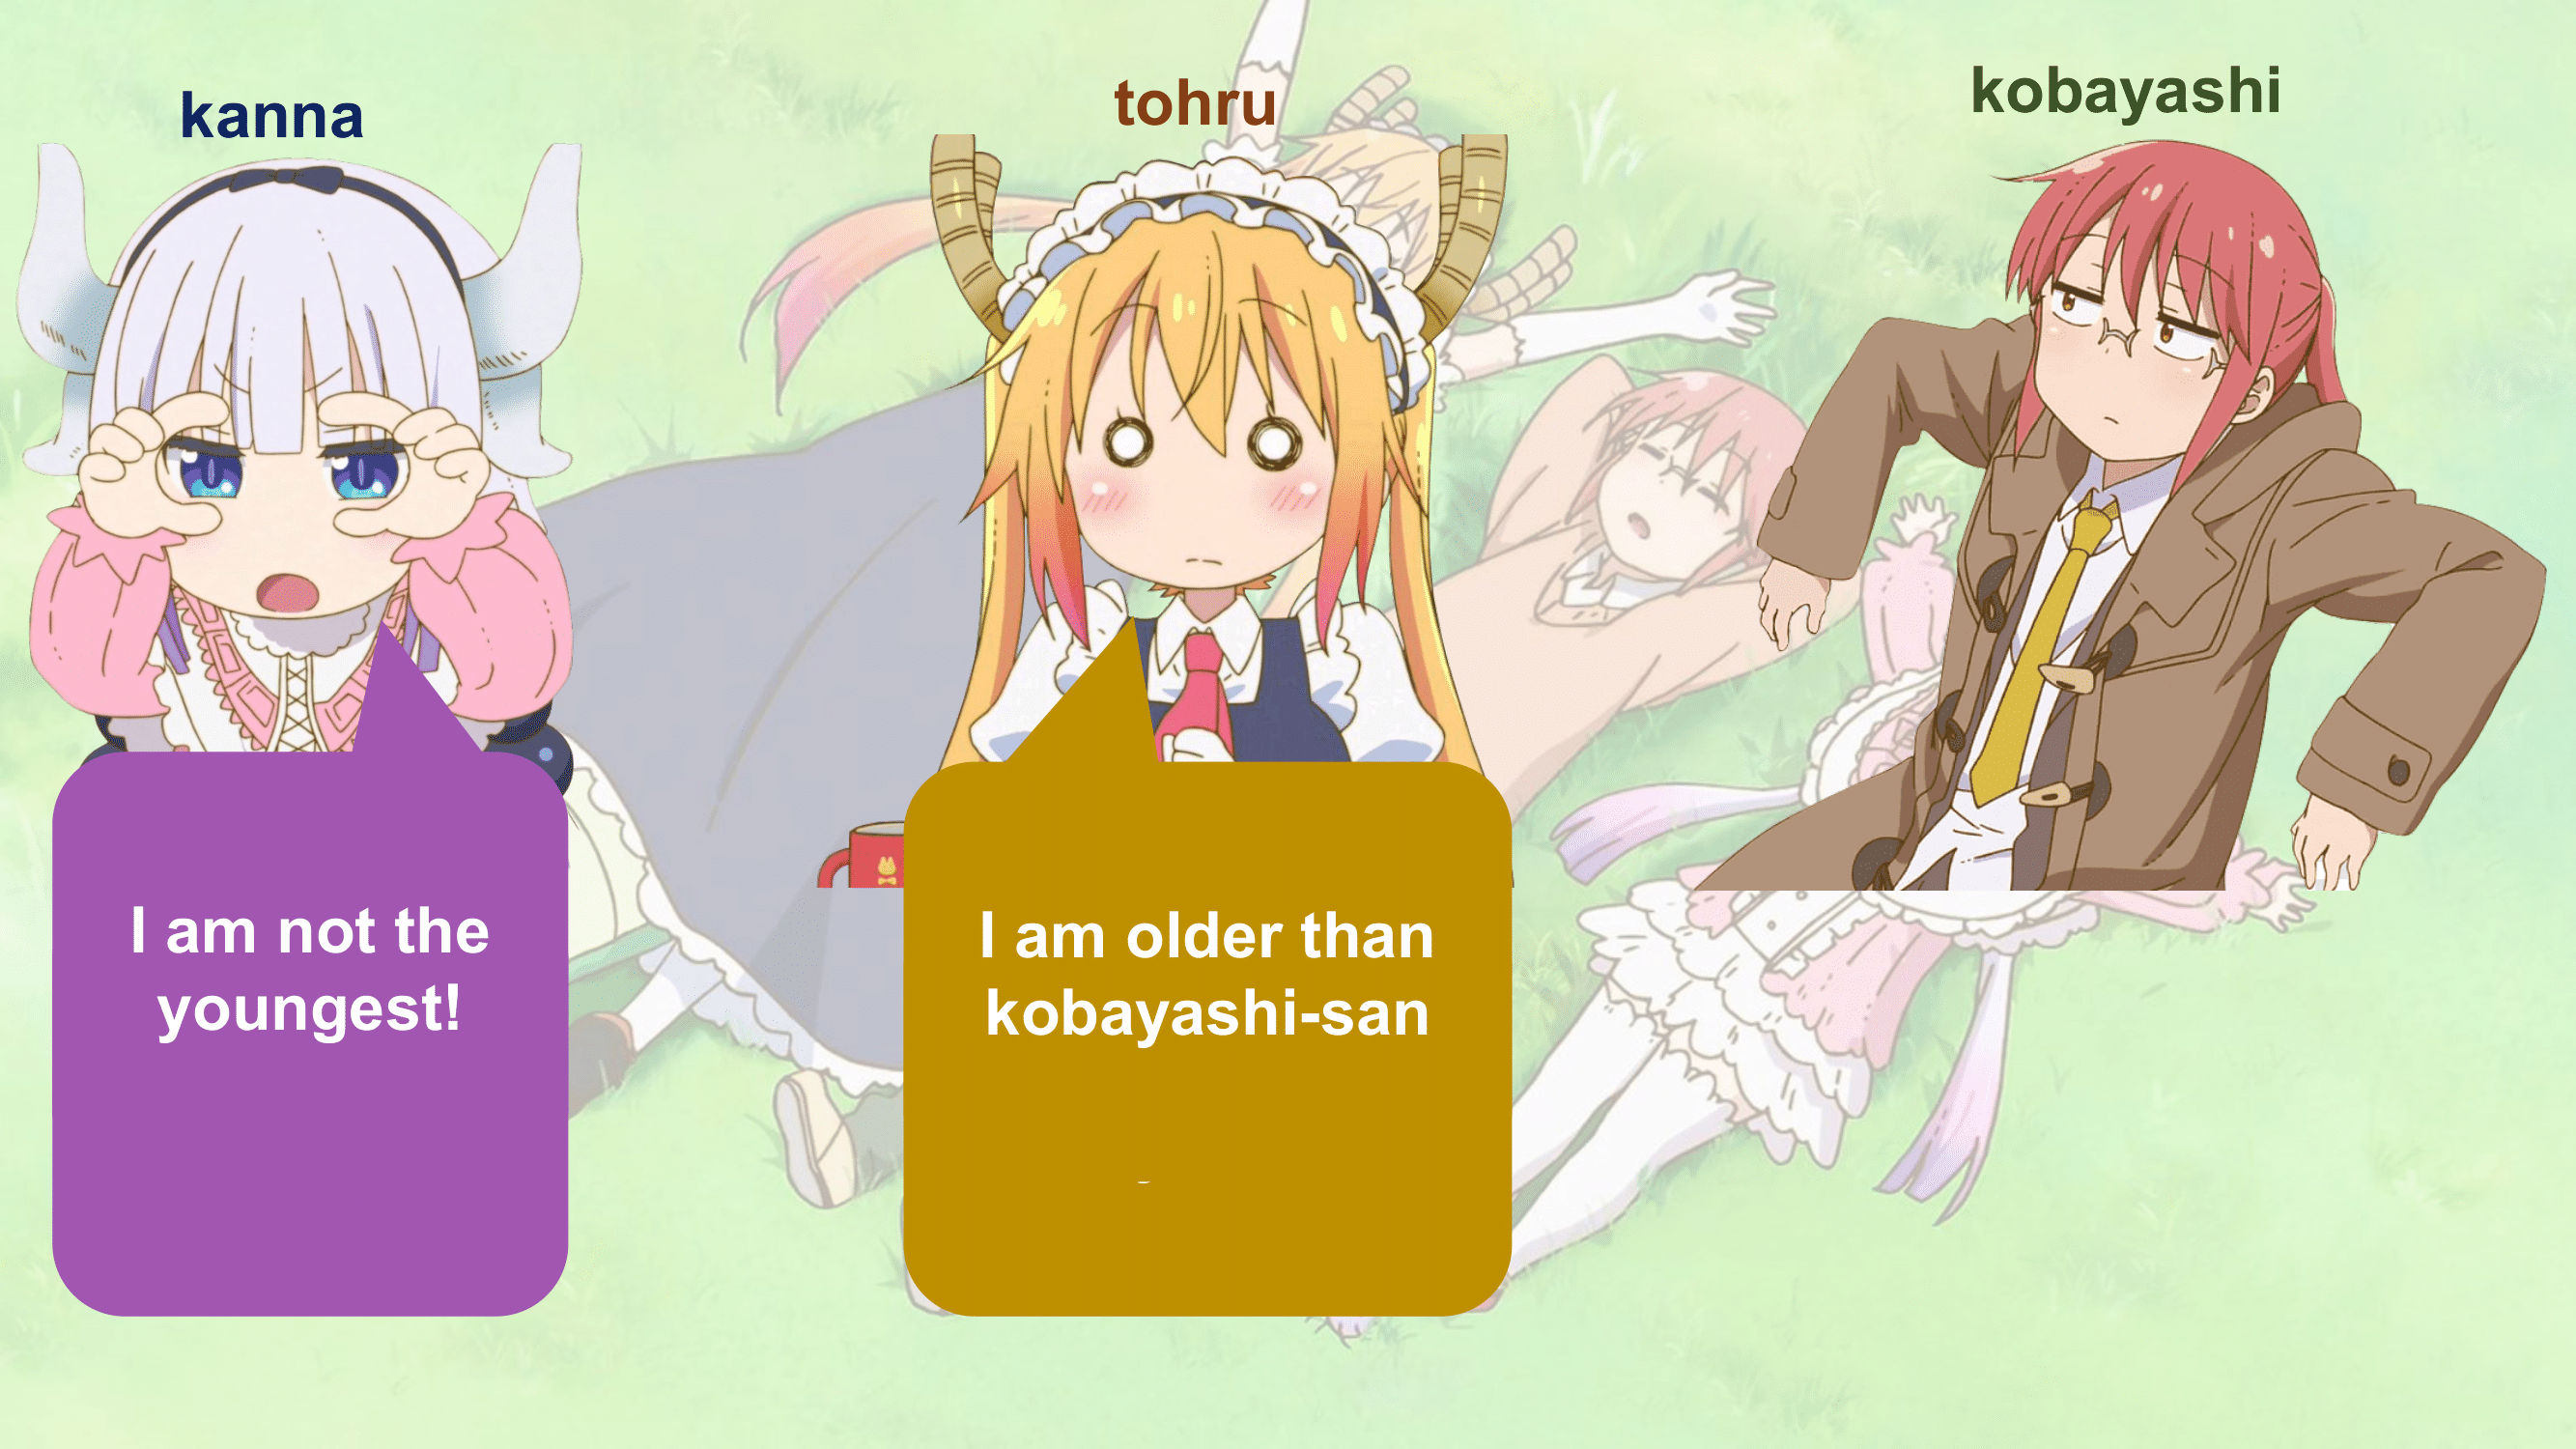 kanna
tohru
kobayashi
I am not the
youngest!
I am older than
kobayashi-san